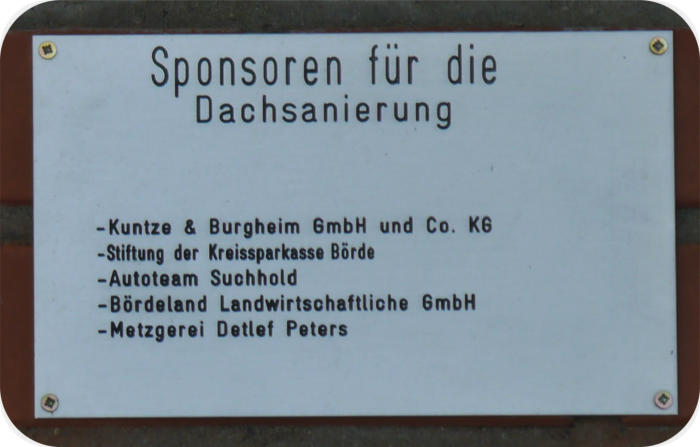 Sponsoren für die
Dachsanierung
-Kuntze & Burgheim GmbH und Co. KG
-Stiftung der Kreissparkasse Börde
-Autoteam Suchhold
-Bördeland Landwirtschaftliche GmbH
-Metzgerei Detlef Peters